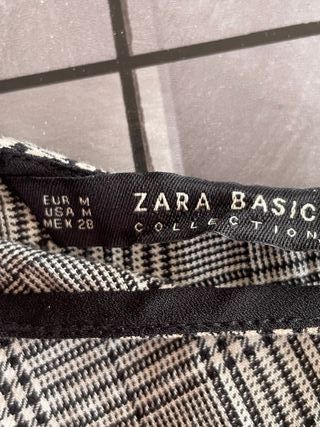 EUR M
USA M
MEX 28
ZARA BASIC
COLLECTION